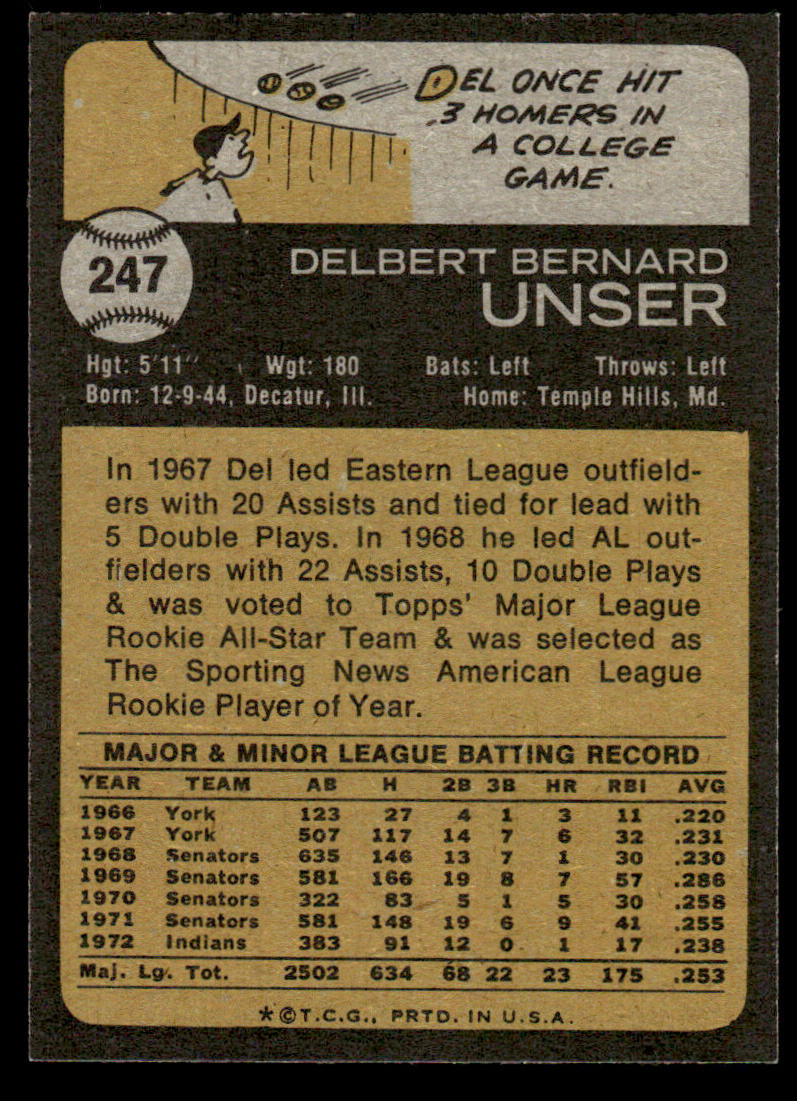 DEL ONCE HIT
3 HOMERS IN
A COLLEGE
GAME.
247
DELBERT BERNARD
UNSER
Hgt: 5'11" Wgt: 180 Bats: Left Throws: Left
Born: 12-9-44, Decatur, Ill. Home: Temple Hills, Md.
In 1967 Del led Eastern League outfield-
ers with 20 Assists and tied for lead with
5 Double Plays. In 1968 he led AL out-
fielders with 22 Assists, 10 Double Plays
& was voted to Topps' Major League
Rookie All-Star Team & was selected as
The Sporting News American League
Rookie Player of Year.
MAJOR & MINOR LEAGUE BATTING RECORD
YEAR TEAM AB H 2B 3B HR RBI AVG
1966 York 123 27 4 1 3 11 .220
1967 York 507 117 14 7 6 32 .231
1968 Senators 635 146 13 7 1 30 .230
1969 Senators 581 166 19 8 7 57 .286
1970 Senators 322 83 5 1 5 30 .258
1971 Senators 581 148 19 6 9 41 .255
1972 Indians 383 91 12 0 1 17 .238
Maj. Lg. Tot. 2502 634 68 22 23 175 .253
*©T.C.G., PRTD. IN U.S.A.